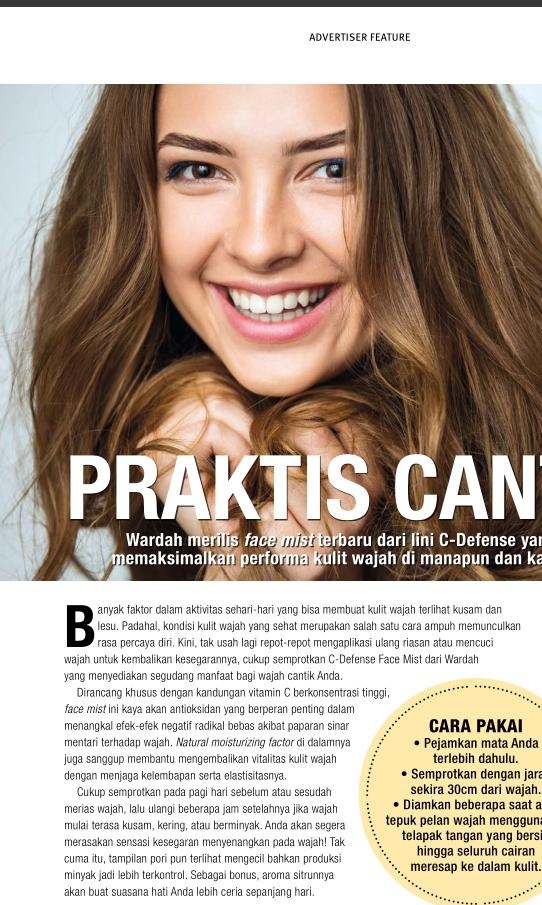 ADVERTISER FEATURE
PRAKTIS CAN
Wardah merilis face mist terbaru dari lini C-Defense
memaksimalkan performa kulit wajah di manapun dan
Banyak faktor dalam aktivitas sehari-hari yang bisa membuat kulit wajah terlihat kusam dan
lesu. Padahal, kondisi kulit wajah yang sehat merupakan salah satu cara ampuh memunculkan
rasa percaya diri. Kini, tak usah lagi repot-repot mengaplikasi ulang riasan atau mencuci
wajah untuk kembalikan kesegarannya, cukup semprotkan C-Defense Face Mist dari Wardah
yang menyediakan segudang manfaat bagi wajah cantik Anda.
Dirancang khusus dengan kandungan vitamin C berkonsentrasi tinggi,
face mist ini kaya akan antioksidan yang berperan penting dalam
menangkal efek-efek negatif radikal bebas akibat paparan sinar
mentari terhadap wajah. Natural moisturizing factor di dalamnya
juga sanggup membantu mengembalikan vitalitas kulit wajah
dengan menjaga kelembapan serta elastisitasnya.
Cukup semprotkan pada pagi hari sebelum atau sesudah
merias wajah, lalu ulangi beberapa jam setelahnya jika wajah
mulai terasa kusam, kering, atau berminyak. Anda akan segera
merasakan sensasi kesegaran menyenangkan pada wajah! Tak
cuma itu, tampilan pori pun terlihat mengecil bahkan produksi
minyak jadi lebih terkontrol. Sebagai bonus, aroma sitrunnya
akan buat suasana hati Anda lebih ceria sepanjang hari.
CARA PAKAI
• Pejamkan mata Anda
terlebih dahulu.
• Semprotkan dengan jara
sekira 30cm dari wajah.
• Diamkan beberapa saat a
tepuk pelan wajah mengguna
telapak tangan yang bersi
hingga seluruh cairan
meresap ke dalam kulit.